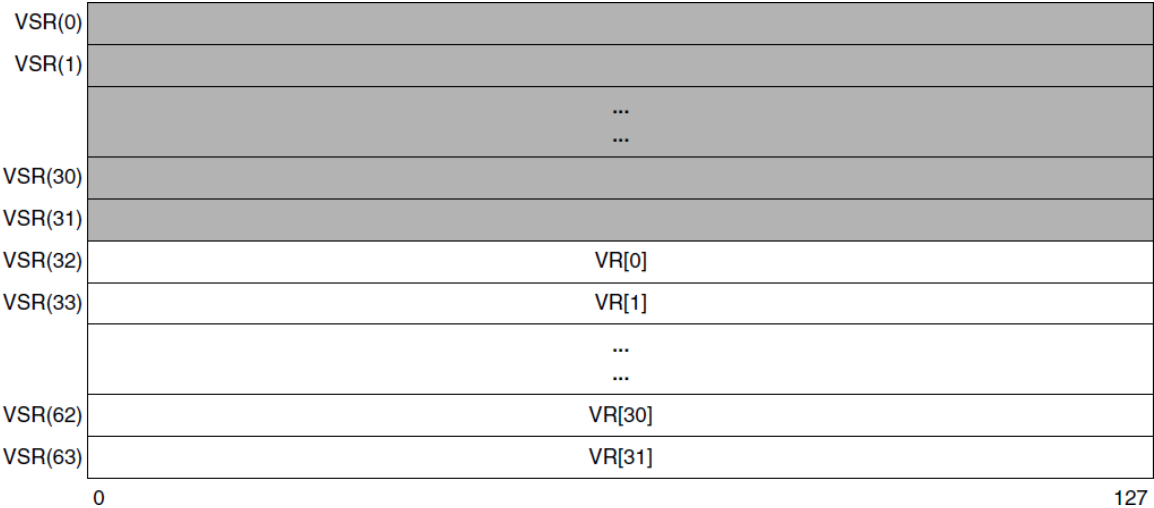 VSR(0)
VSR(1)
...
...
VSR(30)
VSR(31)
VSR(32) VR[0]
VSR(33) VR[1]
...
...
VSR(62) VR[30]
VSR(63) VR[31]
0 127